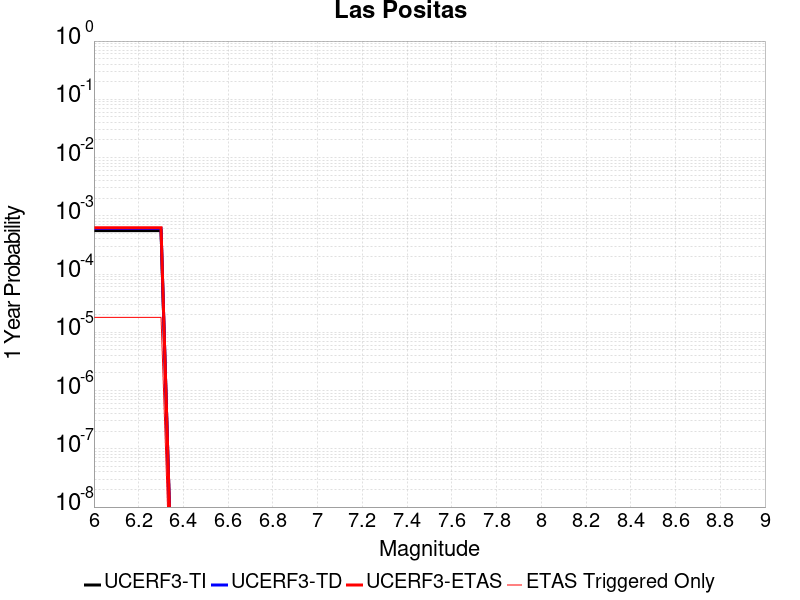 Las Positas
10^0
10^-1
10^-2
10^-3
10^-4
10^-5
10^-6
10^-7
10^-8
1 Year Probability
6 6.2 6.4 6.6 6.8 7 7.2 7.4 7.6 7.8 8 8.2 8.4 8.6 8.8 9
Magnitude
UCERF3-TI UCERF3-TD UCERF3-ETAS ETAS Triggered Only